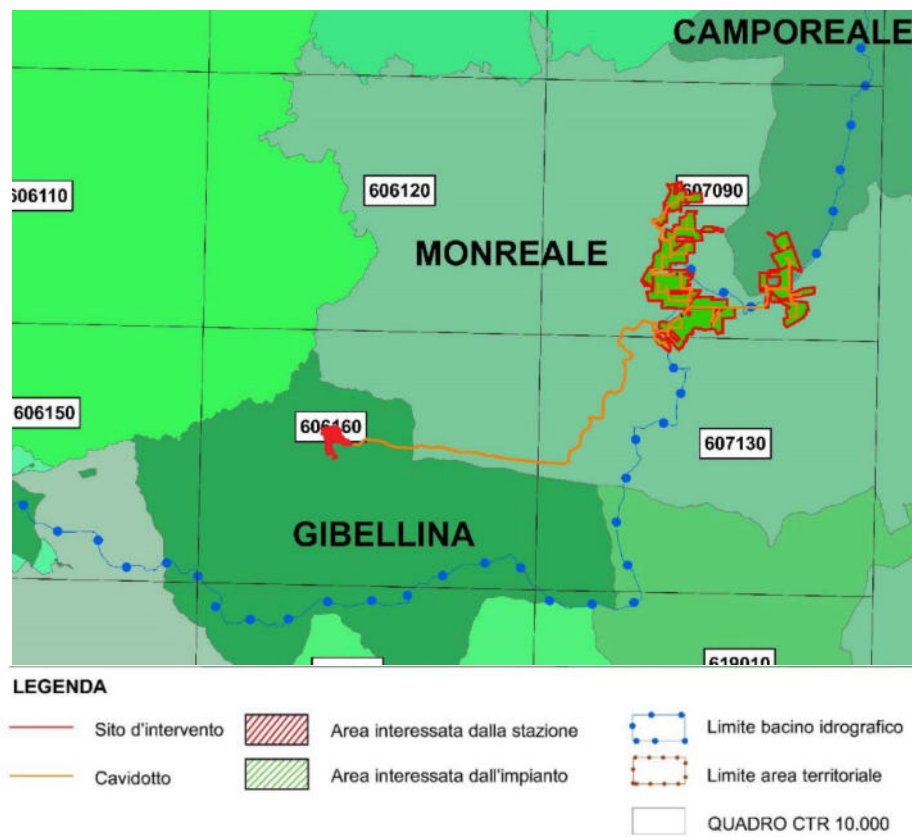 CAMPOREALE
606110
606120
607090
MONREALE
606150
606160
607130
GIBELLINA
619010
LEGENDA
Sito d'intervento
Area interessata dalla stazione
Limite bacino idrografico
Cavidotto
Area interessata dall'impianto
Limite area territoriale
QUADRO CTR 10.000